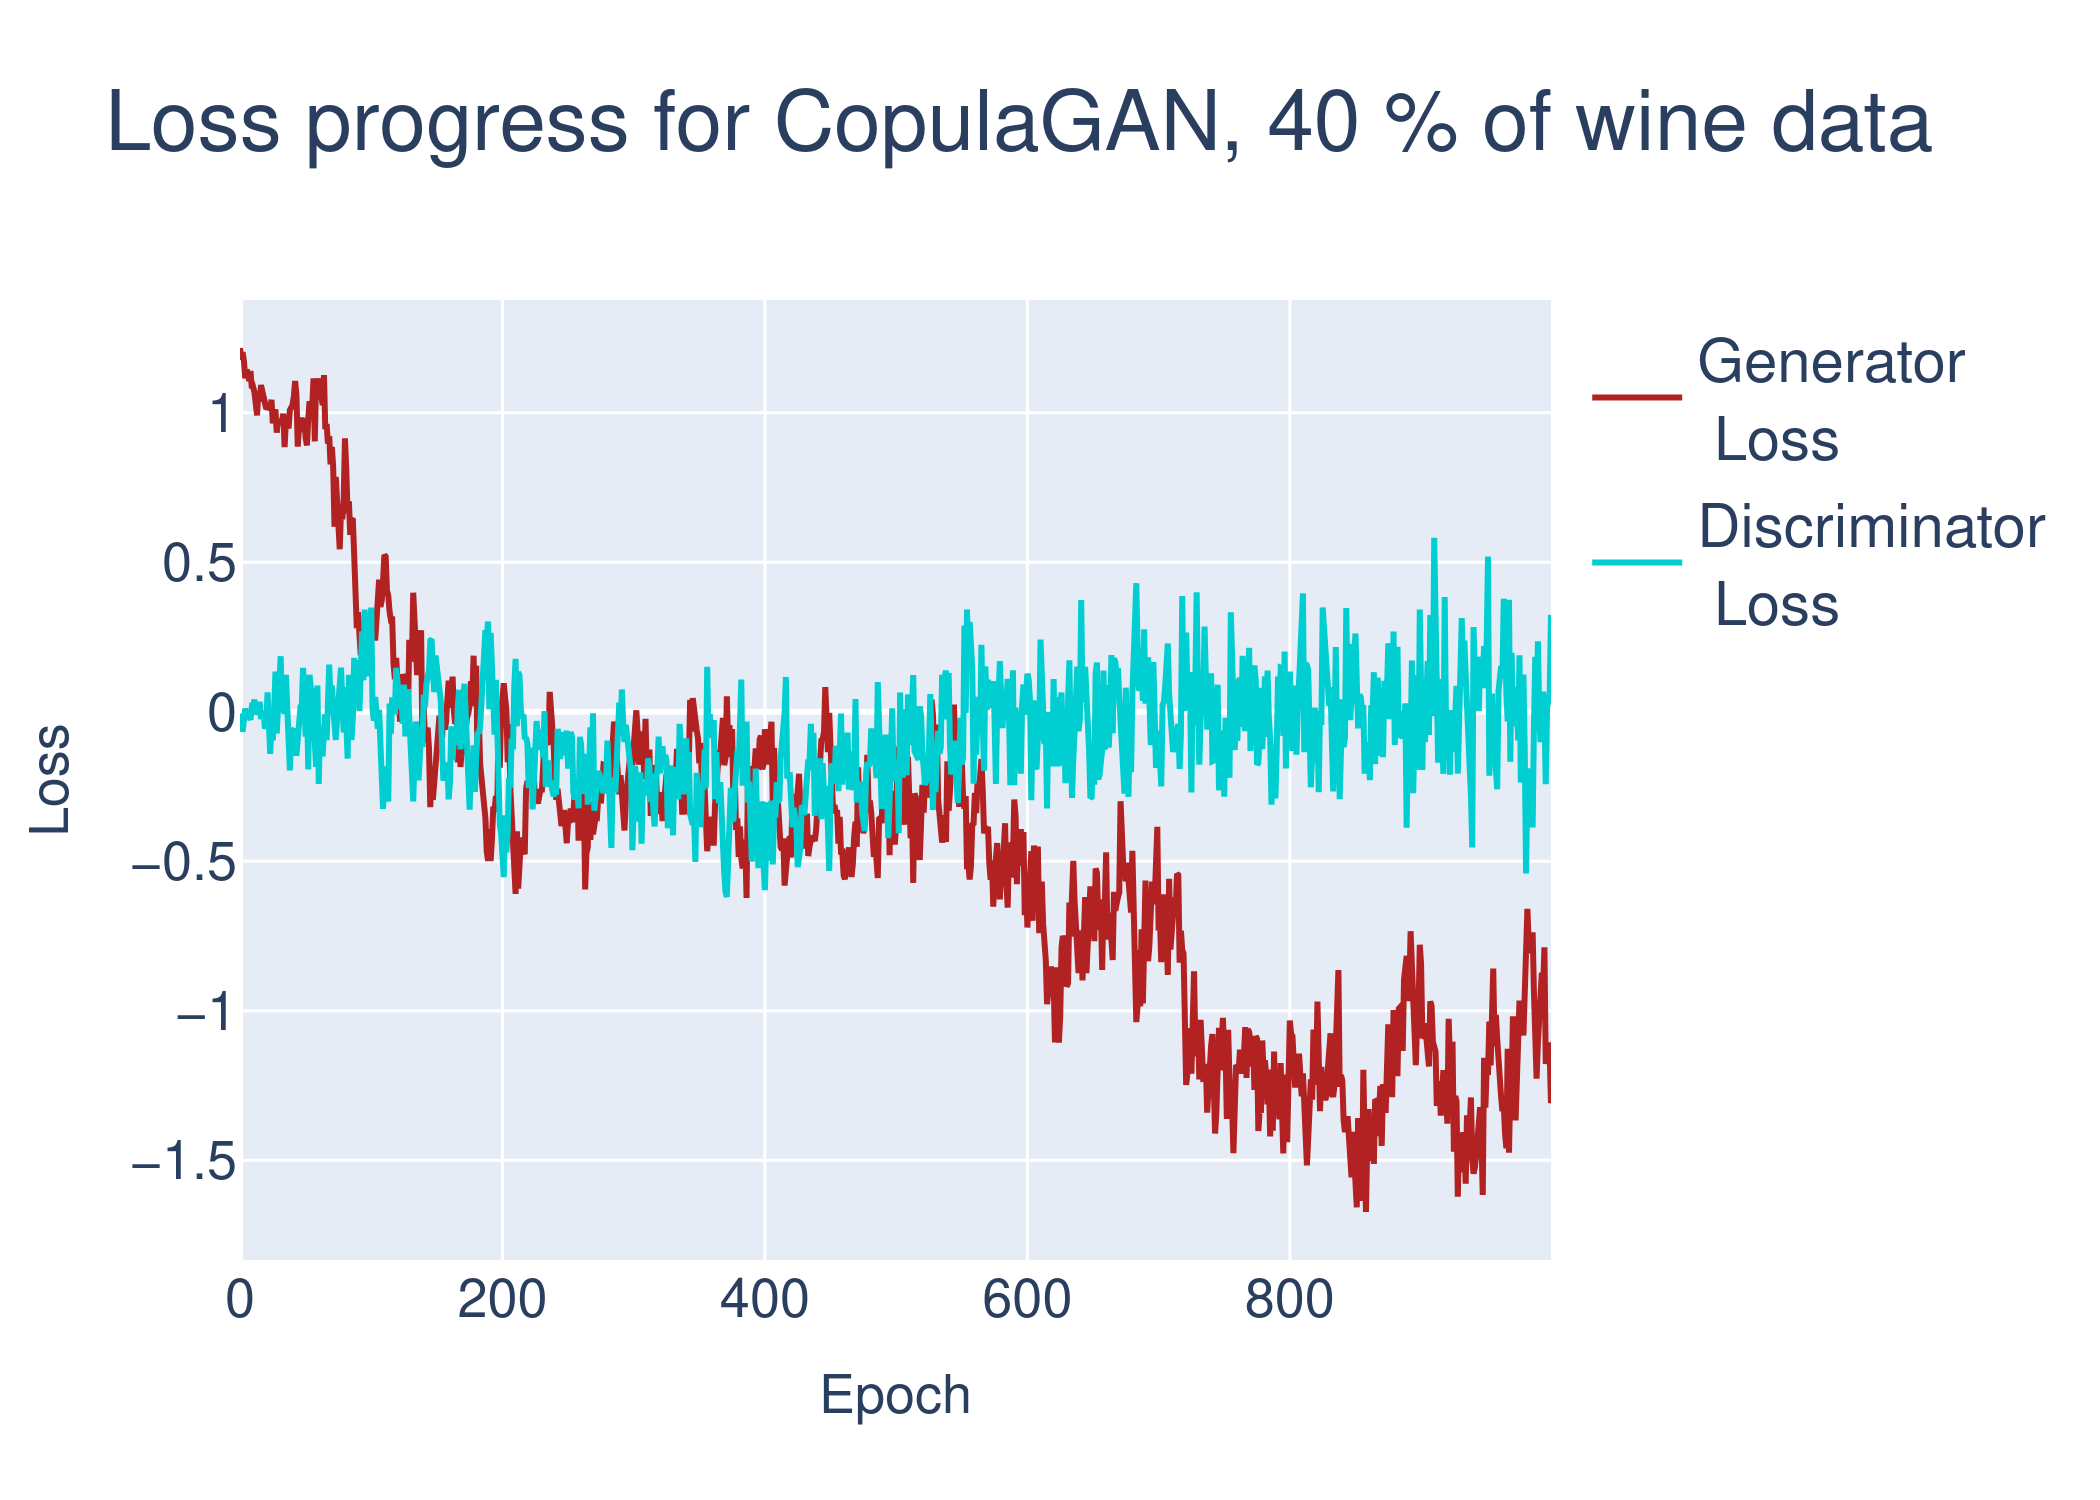 Loss progress for CopulaGAN, 40 % of wine data
Generator
Loss
Discriminator
Loss
1
0.5
0
−0.5
−1
−1.5
Loss
0
200
400
600
800
Epoch